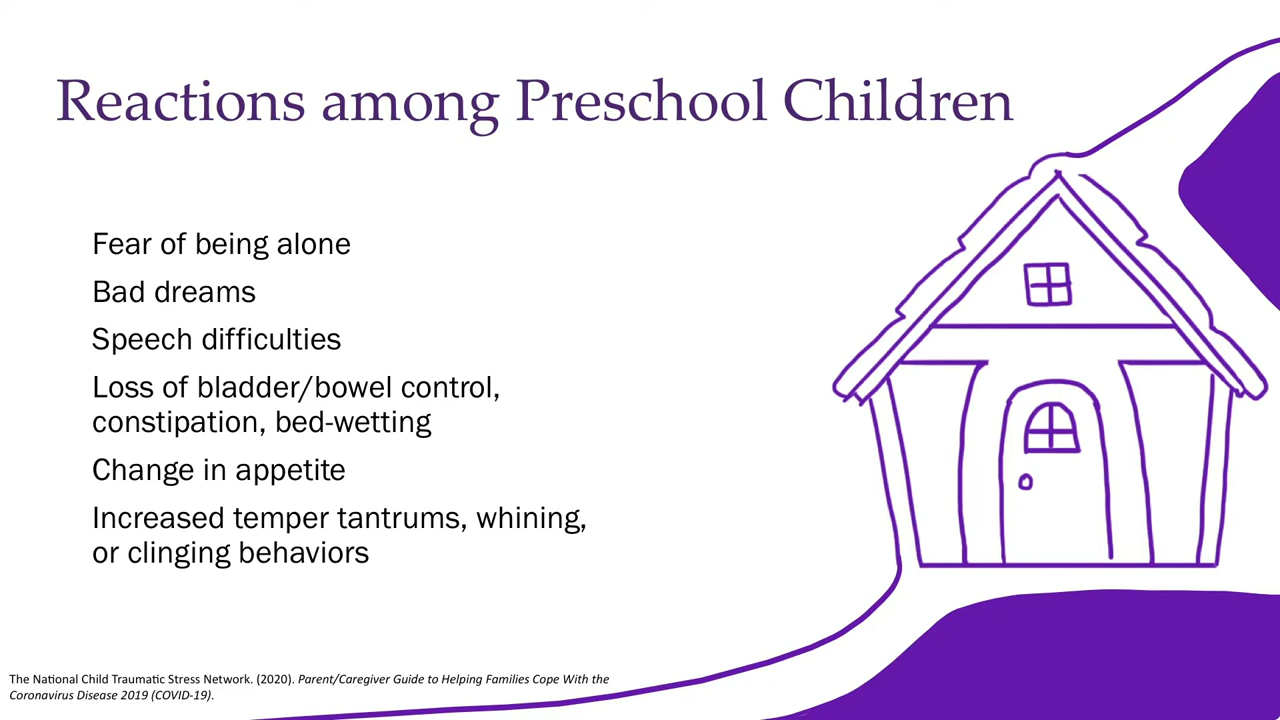 Reactions among Preschool Children
Fear of being alone
Bad dreams
Speech difficulties
Loss of bladder/bowel control,
constipation, bed-wetting
Change in appetite
Increased temper tantrums, whining,
or clinging behaviors
The National Child Traumatic Stress Network. (2020). Parent/Caregiver Guide to Helping Families Cope With the
Coronavirus Disease 2019 (COVID-19).